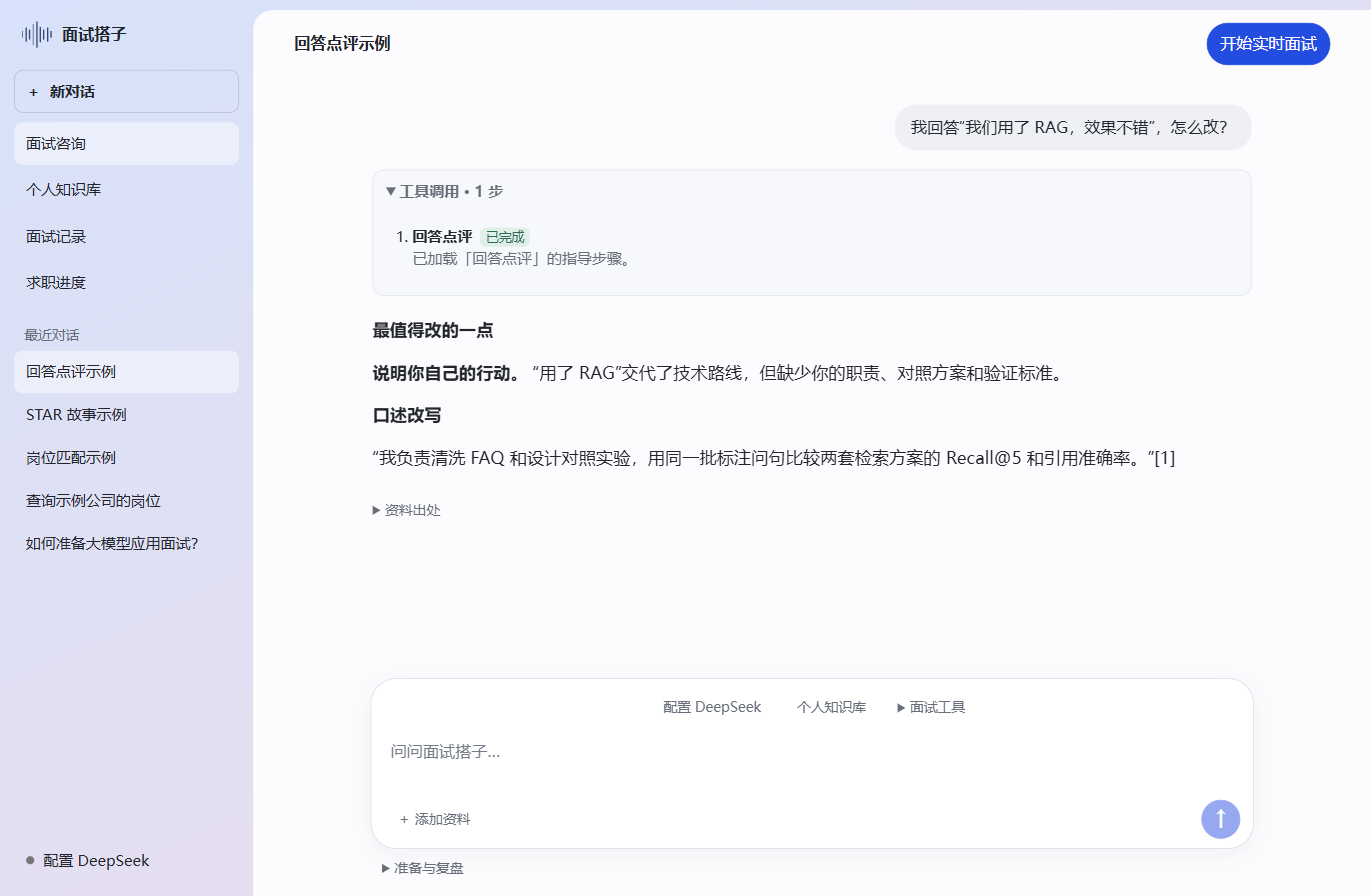 面试搭子
+ 新对话
面试咨询
个人知识库
面试记录
求职进度
最近对话
回答点评示例
STAR 故事示例
岗位匹配示例
查询示例公司的岗位
如何准备大模型应用面试?
配置 DeepSeek
回答点评示例
开始实时面试
我回答“我们用了 RAG，效果不错”，怎么改?
▼工具调用 • 1 步
1. 回答点评 已完成
已加载「回答点评」的指导步骤。
最值得改的一点
说明你自己的行动。 “用了 RAG”交代了技术路线，但缺少你的职责、对照方案和验证标准。
口述改写
“我负责清洗 FAQ 和设计对照实验，用同一批标注问句比较两套检索方案的 Recall@5 和引用准确率。”[1]
▶ 资料出处
配置 DeepSeek 个人知识库 ▶ 面试工具
问问面试搭子...
+ 添加资料
↑
▶ 准备与复盘